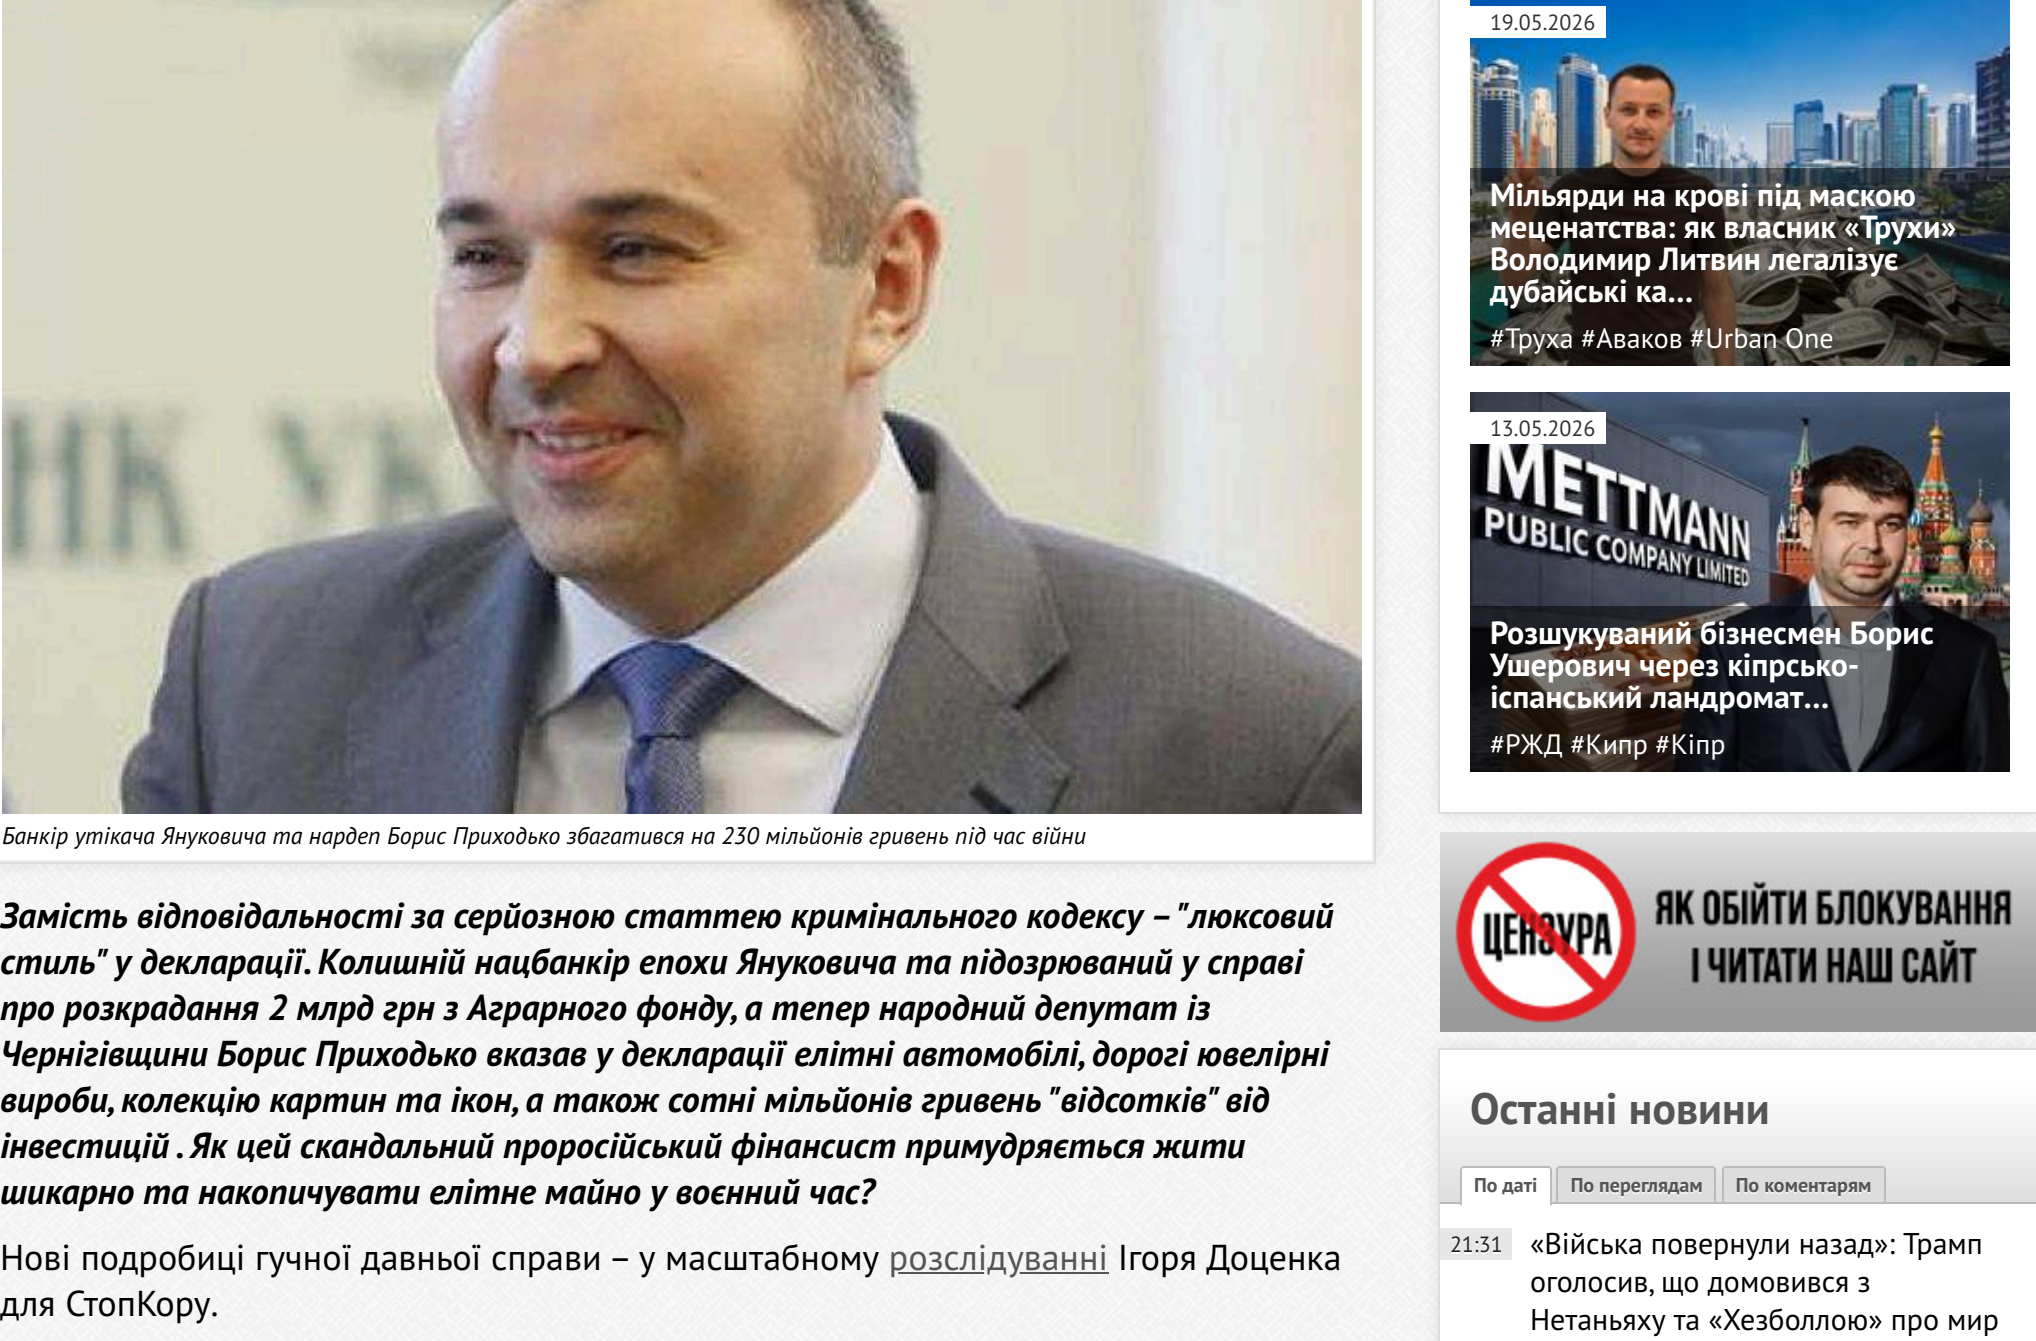 НК УК
Банкір утікача Януковича та нардеп Борис Приходько збагатився на 230 мільйонів гривень під час війни
Замість відповідальності за серйозною статтею кримінального кодексу – "люксовий
стиль" у декларації. Колишній нацбанкір епохи Януковича та підозрюваний у справі
про розкрадання 2 млрд грн з Аграрного фонду, а тепер народний депутат із
Чернігівщини Борис Приходько вказав у декларації елітні автомобілі, дорогі ювелірні
вироби, колекцію картин та ікон, а також сотні мільйонів гривень "відсотків" від
інвестицій . Як цей скандальний проросійський фінансист примудряється жити
шикарно та накопичувати елітне майно у воєнний час?
Нові подробиці гучної давньої справи – у масштабному розслідуванні Ігоря Доценка
для СтопКору.
19.05.2026
Мільярди на крові під маскою
меценатства: як власник «Трухи»
Володимир Литвин легалізує
дубайські ка...
#Труха #Аваков #Urban One
13.05.2026
METTMANN
PUBLIC COMPANY LIMITED
Розшукуваний бізнесмен Борис
Ушерович через кіпрсько-
іспанський ландромат...
#РЖД #Кипр #Кіпр
ЦЕНЗУРА
ЯК ОБІЙТИ БЛОКУВАННЯ
І ЧИТАТИ НАШ САЙТ
Останні новини
По даті По переглядам По коментарям
21:31 «Війська повернули назад»: Трамп
оголосив, що домовився з
Нетаньяху та «Хезболлою» про мир